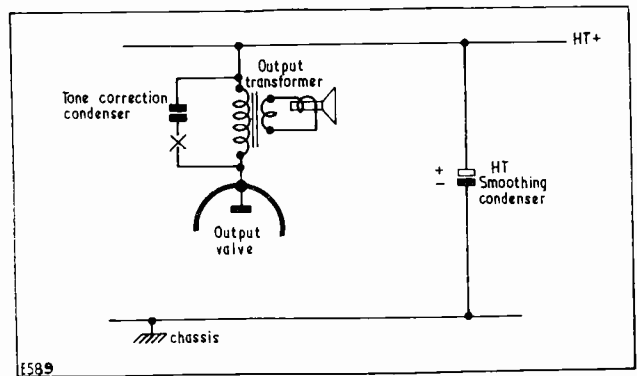 HT+
Output
transformer
Tone correction
condenser
+
−
HT
Smoothing
condenser
Output
valve
chassis
E589